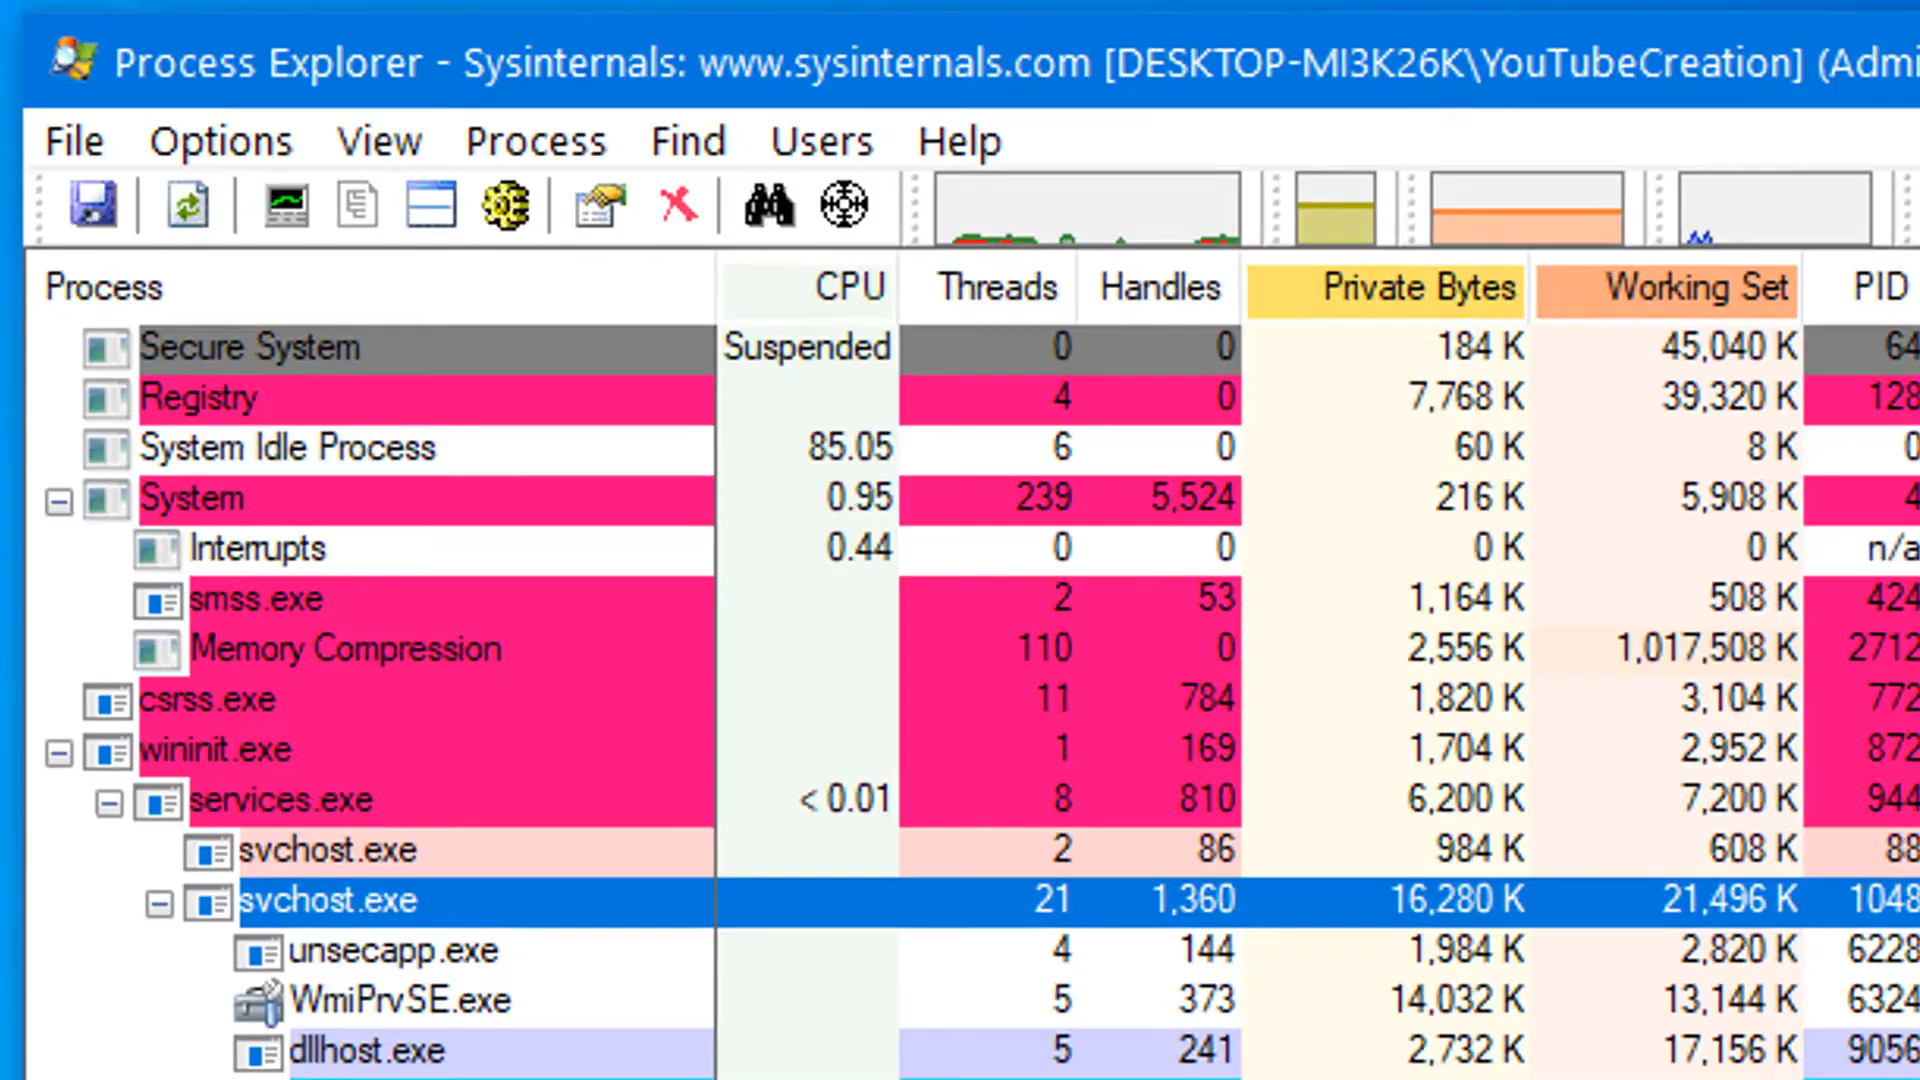 Process Explorer - Sysinternals: www.sysinternals.com [DESKTOP-MI3K26K\YouTubeCreation] (Admi
File Options View Process Find Users Help
Process CPU Threads Handles Private Bytes Working Set PID
Secure System Suspended 0 0 184 K 45,040 K 64
Registry 4 0 7,768 K 39,320 K 128
System Idle Process 85.05 6 0 60 K 8 K 0
System 0.95 239 5,524 216 K 5,908 K 4
Interrupts 0.44 0 0 0 K 0 K n/a
smss.exe 2 53 1,164 K 508 K 424
Memory Compression 110 0 2,556 K 1,017,508 K 2712
csrss.exe 11 784 1,820 K 3,104 K 772
wininit.exe 1 169 1,704 K 2,952 K 872
services.exe < 0.01 8 810 6,200 K 7,200 K 944
svchost.exe 2 86 984 K 608 K 88
svchost.exe 21 1,360 16,280 K 21,496 K 1048
unsecapp.exe 4 144 1,984 K 2,820 K 6228
WmiPrvSE.exe 5 373 14,032 K 13,144 K 6324
dllhost.exe 5 241 2,732 K 17,156 K 9056